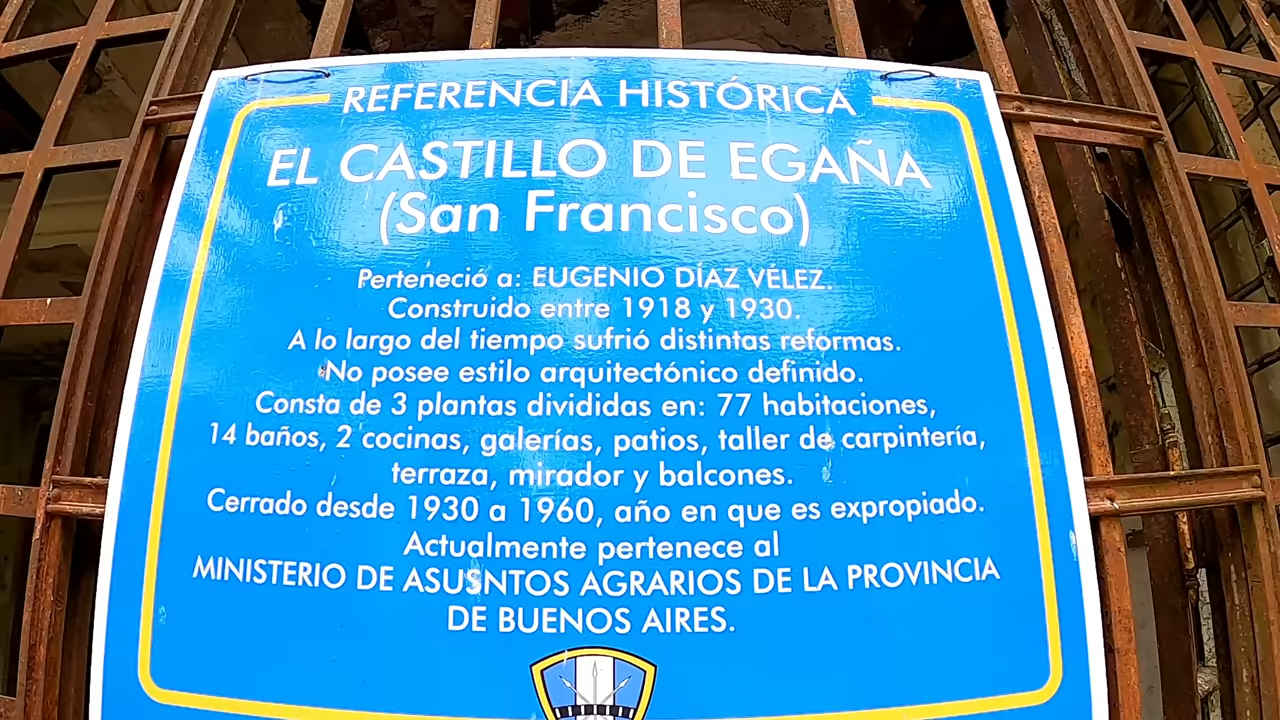 REFERENCIA HISTÓRICA
EL CASTILLO DE EGAÑA
(San Francisco)
Perteneció a: EUGENIO DÍAZ VÉLEZ.
Construido entre 1918 y 1930.
A lo largo del tiempo sufrió distintas reformas.
No posee estilo arquitectónico definido.
Consta de 3 plantas divididas en: 77 habitaciones,
14 baños, 2 cocinas, galerías, patios, taller de carpintería,
terraza, mirador y balcones.
Cerrado desde 1930 a 1960, año en que es expropiado.
Actualmente pertenece al
MINISTERIO DE ASUSNTOS AGRARIOS DE LA PROVINCIA
DE BUENOS AIRES.